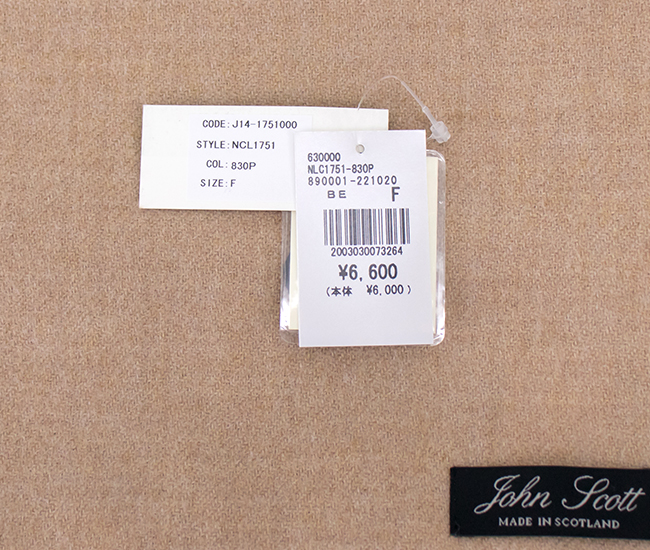 CODE:J14-1751000
STYLE:NCL1751
COL:830P
SIZE:F
630000
NLC1751-830P
890001-221020
BE F
2003030073264
¥6,600
(本体 ¥6,000)
John Scott
MADE IN SCOTLAND